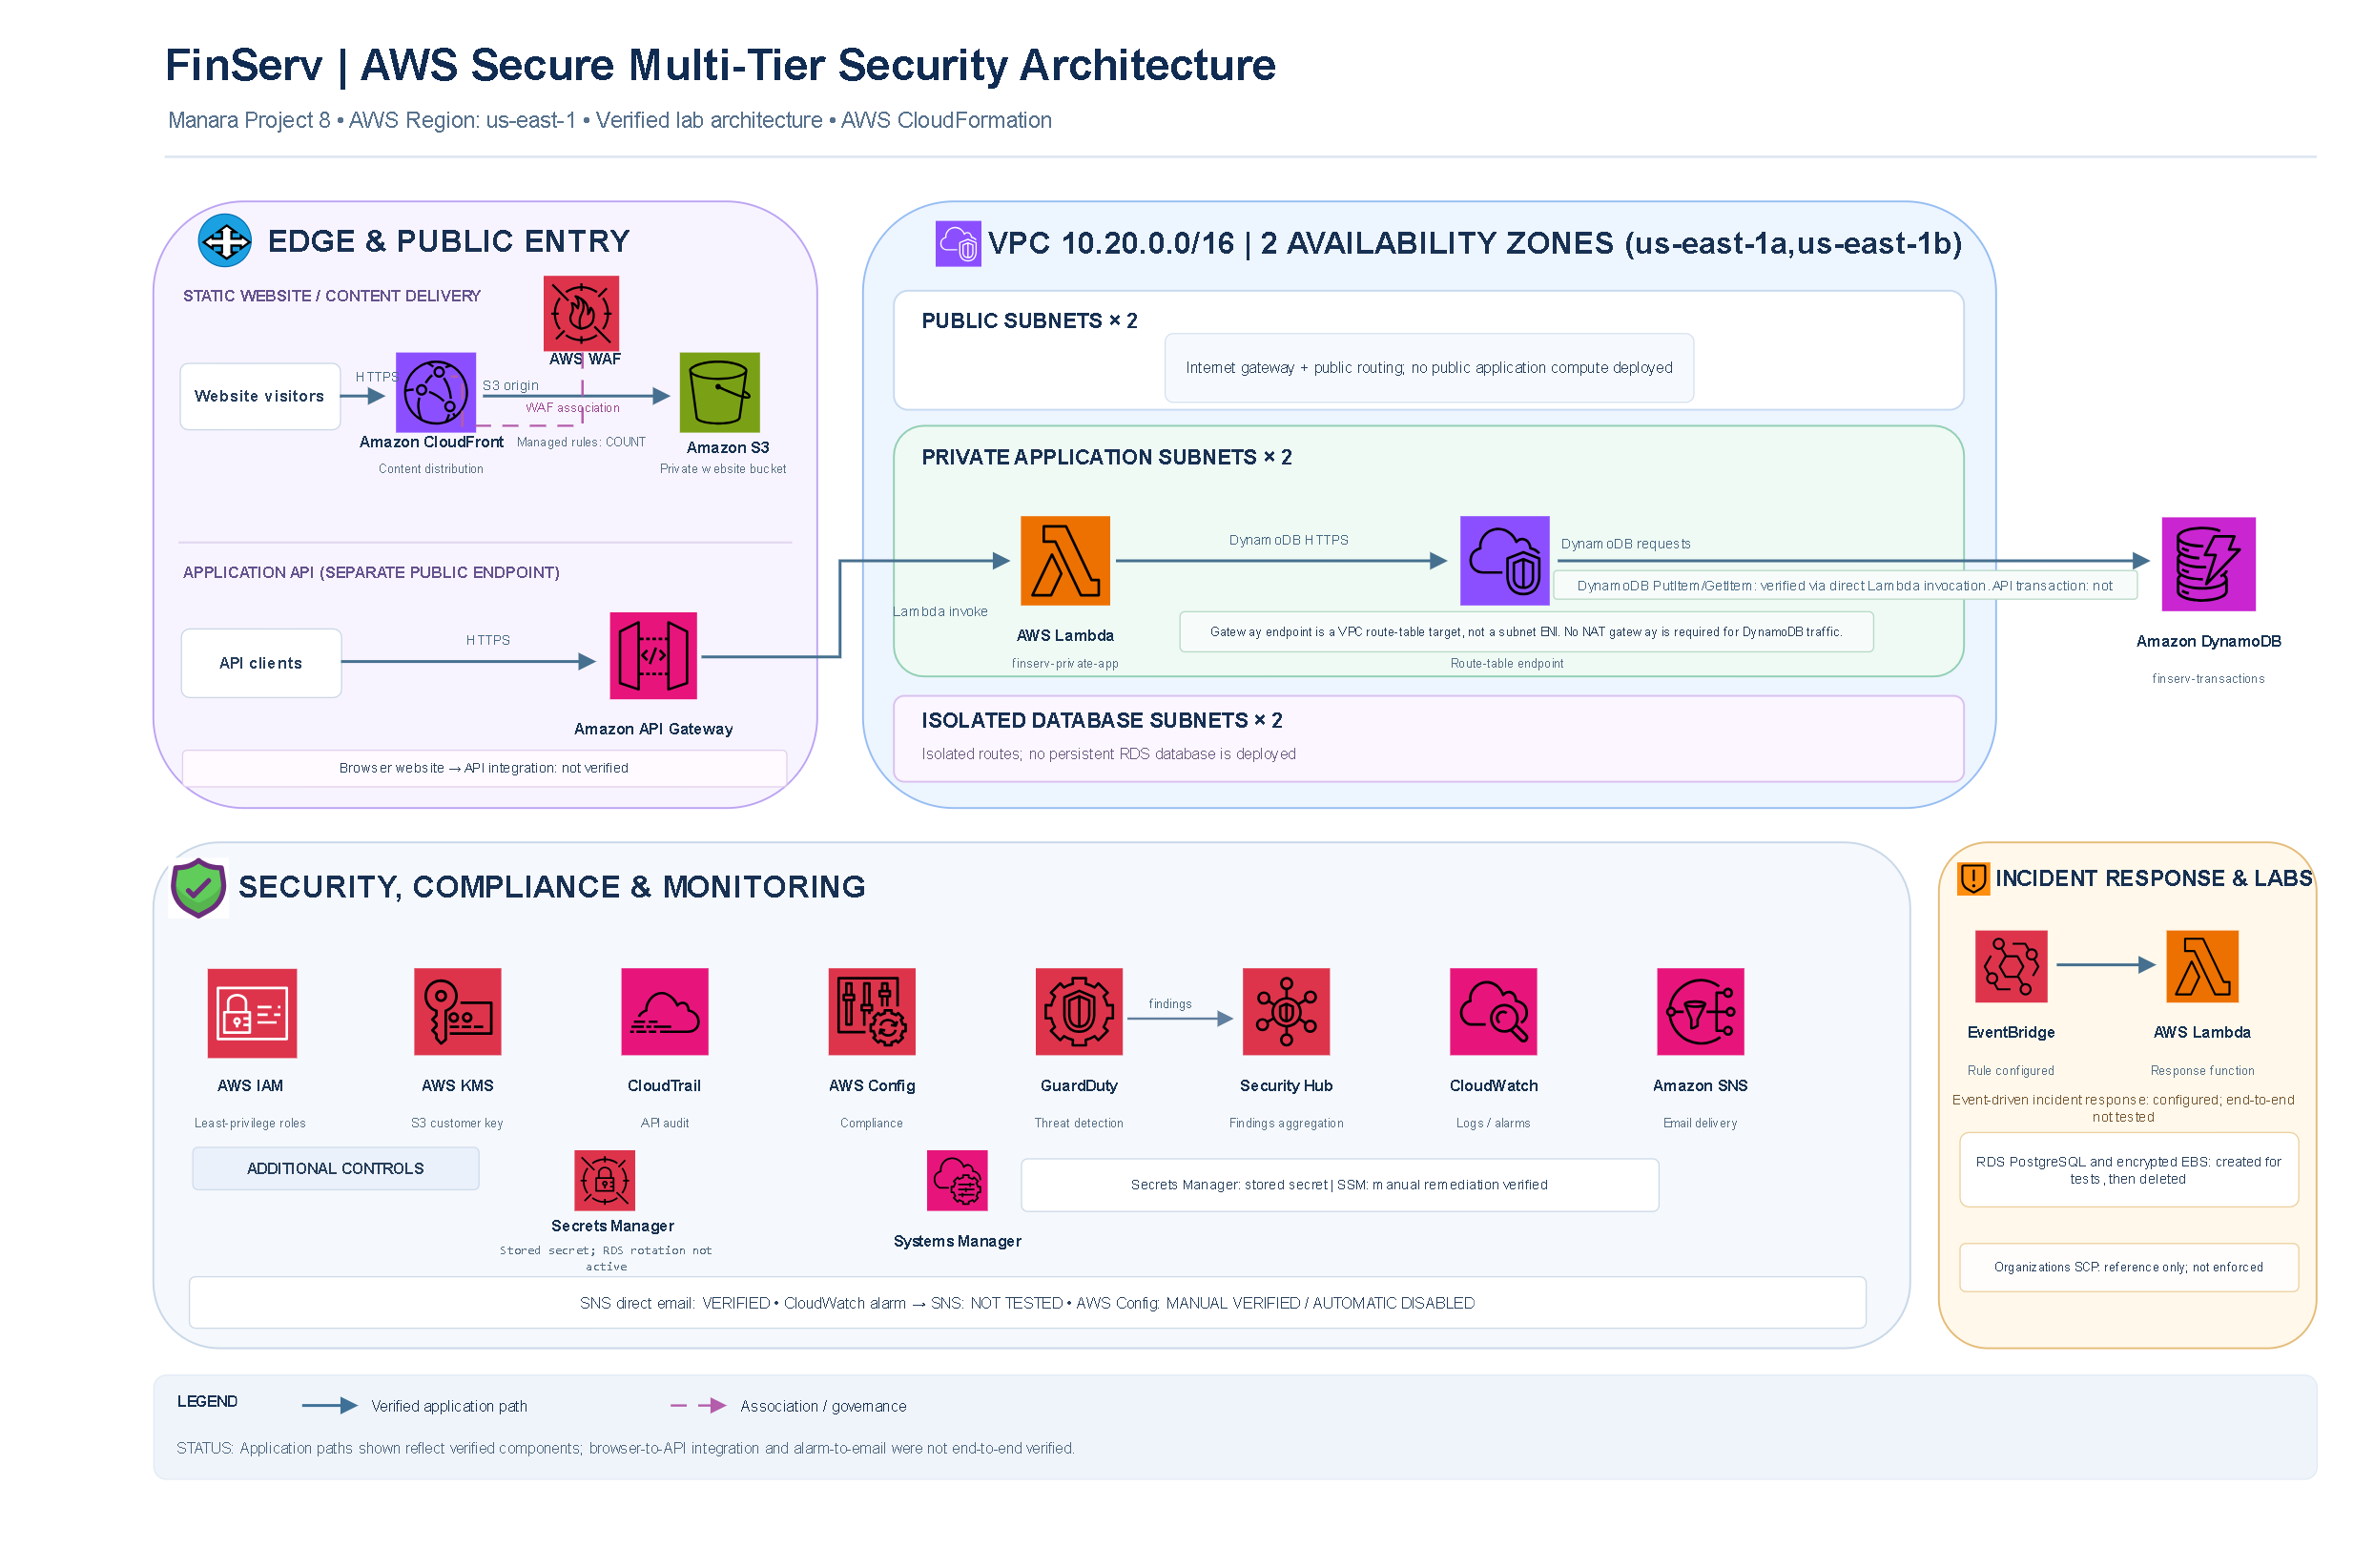 FinServ | AWS Secure Multi-Tier Security Architecture
Manara Project 8 • AWS Region: us-east-1 • Verified lab architecture • AWS CloudFormation
EDGE & PUBLIC ENTRY
STATIC WEBSITE / CONTENT DELIVERY
AWS WAF
Website visitors
HTTPS
S3 origin
WAF association
Amazon CloudFront
Managed rules: COUNT
Amazon S3
Content distribution
Private website bucket
APPLICATION API (SEPARATE PUBLIC ENDPOINT)
API clients
HTTPS
Amazon API Gateway
Browser website → API integration: not verified
VPC 10.20.0.0/16 | 2 AVAILABILITY ZONES (us-east-1a,us-east-1b)
PUBLIC SUBNETS × 2
Internet gateway + public routing; no public application compute deployed
PRIVATE APPLICATION SUBNETS × 2
Lambda invoke
AWS Lambda
finserv-private-app
DynamoDB HTTPS
DynamoDB requests
DynamoDB PutItem/GetItem: verified via direct Lambda invocation. API transaction: not
Gateway endpoint is a VPC route-table target, not a subnet ENI. No NAT gateway is required for DynamoDB traffic.
Route-table endpoint
Amazon DynamoDB
finserv-transactions
ISOLATED DATABASE SUBNETS × 2
Isolated routes; no persistent RDS database is deployed
SECURITY, COMPLIANCE & MONITORING
AWS IAM
Least-privilege roles
AWS KMS
S3 customer key
CloudTrail
API audit
AWS Config
Compliance
GuardDuty
Threat detection
findings
Security Hub
Findings aggregation
CloudWatch
Logs / alarms
Amazon SNS
Email delivery
ADDITIONAL CONTROLS
Secrets Manager
Stored secret; RDS rotation not
active
Systems Manager
Secrets Manager: stored secret | SSM: manual remediation verified
SNS direct email: VERIFIED • CloudWatch alarm → SNS: NOT TESTED • AWS Config: MANUAL VERIFIED / AUTOMATIC DISABLED
INCIDENT RESPONSE & LABS
EventBridge
Rule configured
AWS Lambda
Response function
Event-driven incident response: configured; end-to-end
not tested
RDS PostgreSQL and encrypted EBS: created for
tests, then deleted
Organizations SCP: reference only; not enforced
LEGEND
Verified application path
Association / governance
STATUS: Application paths shown reflect verified components; browser-to-API integration and alarm-to-email were not end-to-end verified.